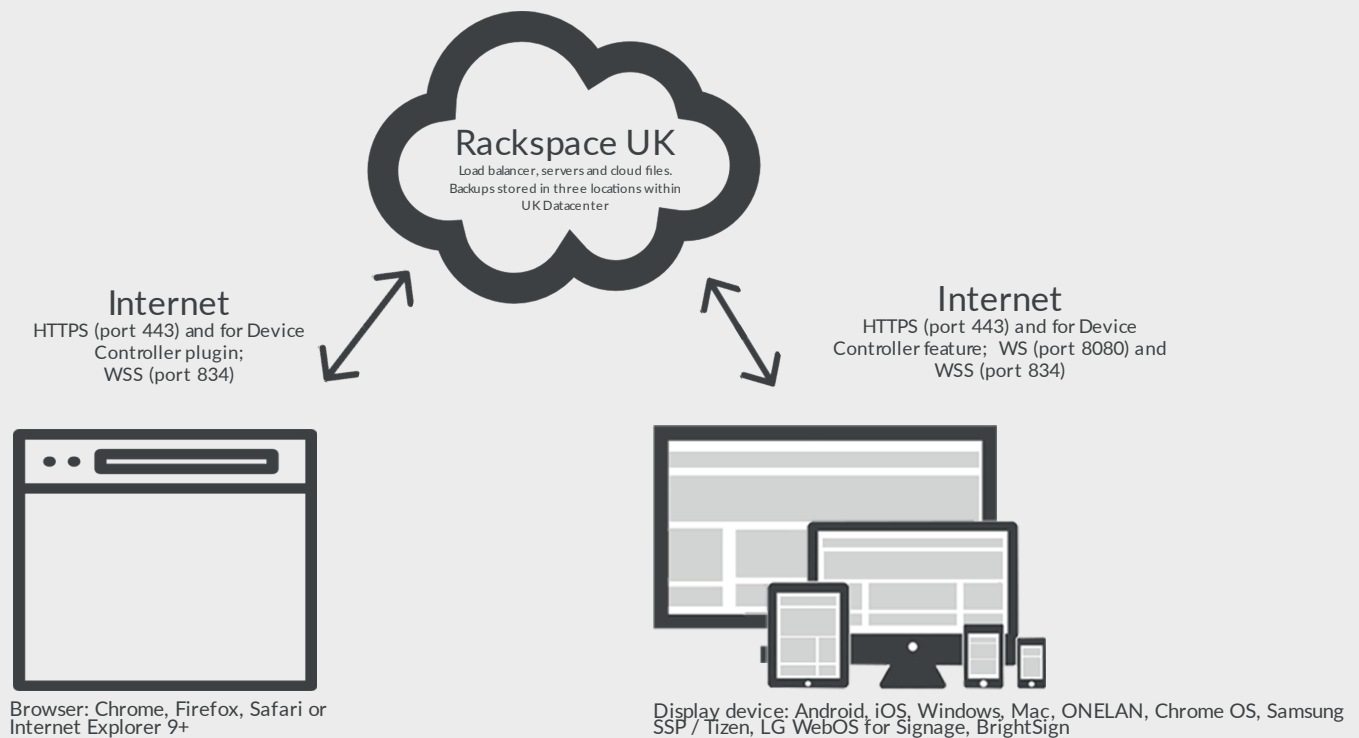 Rackspace UK
Load balancer, servers and cloud files.
Backups stored in three locations within
UK Datacenter
Internet
HTTPS (port 443) and for Device
Controller plugin;
WSS (port 834)
Internet
HTTPS (port 443) and for Device
Controller feature; WS (port 8080) and
WSS (port 834)
Browser: Chrome, Firefox, Safari or
Internet Explorer 9+
Display device: Android, iOS, Windows, Mac, ONELAN, Chrome OS, Samsung
SSP / Tizen, LG WebOS for Signage, BrightSign